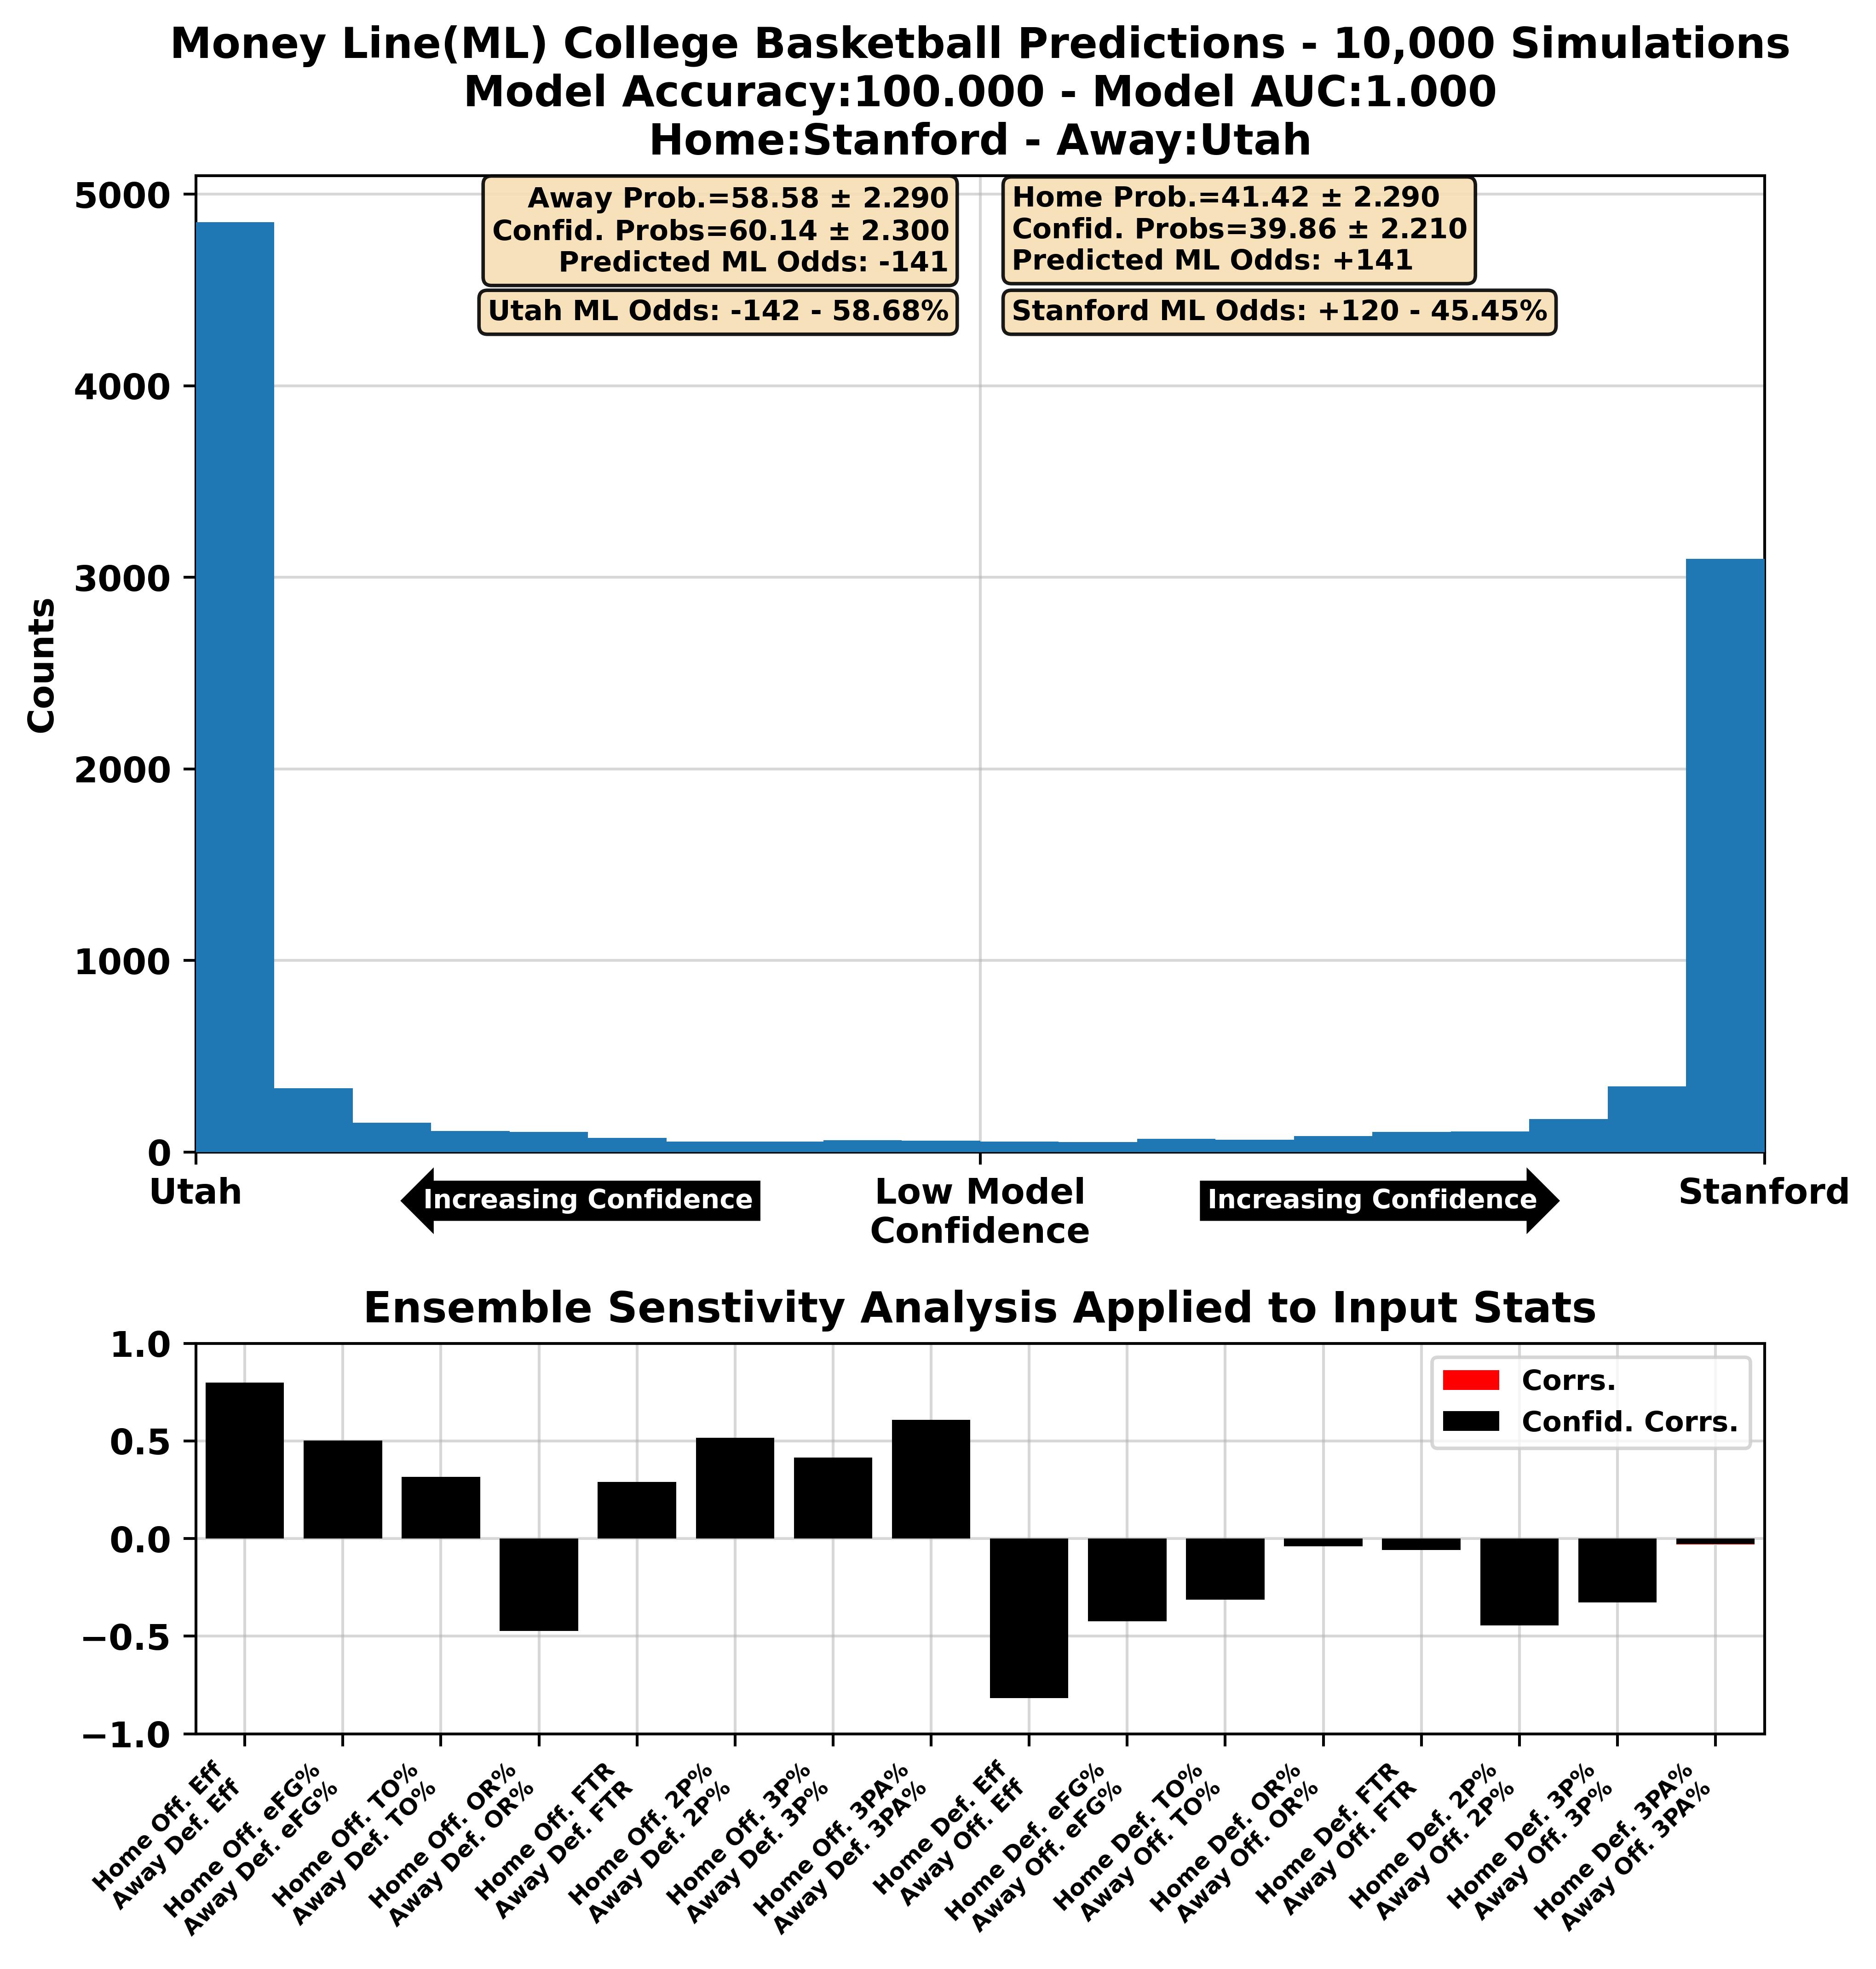 Money Line(ML) College Basketball Predictions - 10,000 Simulations
Model Accuracy:100.000 - Model AUC:1.000
Home:Stanford - Away:Utah
Away Prob.=58.58 ± 2.290
Confid. Probs=60.14 ± 2.300
Predicted ML Odds: -141
Utah ML Odds: -142 - 58.68%
Home Prob.=41.42 ± 2.290
Confid. Probs=39.86 ± 2.210
Predicted ML Odds: +141
Stanford ML Odds: +120 - 45.45%
5000
4000
3000
2000
1000
0
Counts
Utah
Increasing Confidence
Low Model
Confidence
Increasing Confidence
Stanford
Ensemble Senstivity Analysis Applied to Input Stats
1.0
0.5
0.0
−0.5
−1.0
Corrs.
Confid. Corrs.
Home Off. Eff
Away Def. Eff
Home Off. eFG%
Away Def. eFG%
Home Off. TO%
Away Def. TO%
Home Off. OR%
Away Def. OR%
Home Off. FTR
Away Def. FTR
Home Off. 2P%
Away Def. 2P%
Home Off. 3P%
Away Def. 3P%
Home Off. 3PA%
Away Def. 3PA%
Home Def. Eff
Away Off. Eff
Home Def. eFG%
Away Off. eFG%
Home Def. TO%
Away Off. TO%
Home Def. OR%
Away Off. OR%
Home Def. FTR
Away Off. FTR
Home Def. 2P%
Away Off. 2P%
Home Def. 3P%
Away Off. 3P%
Home Def. 3PA%
Away Off. 3PA%